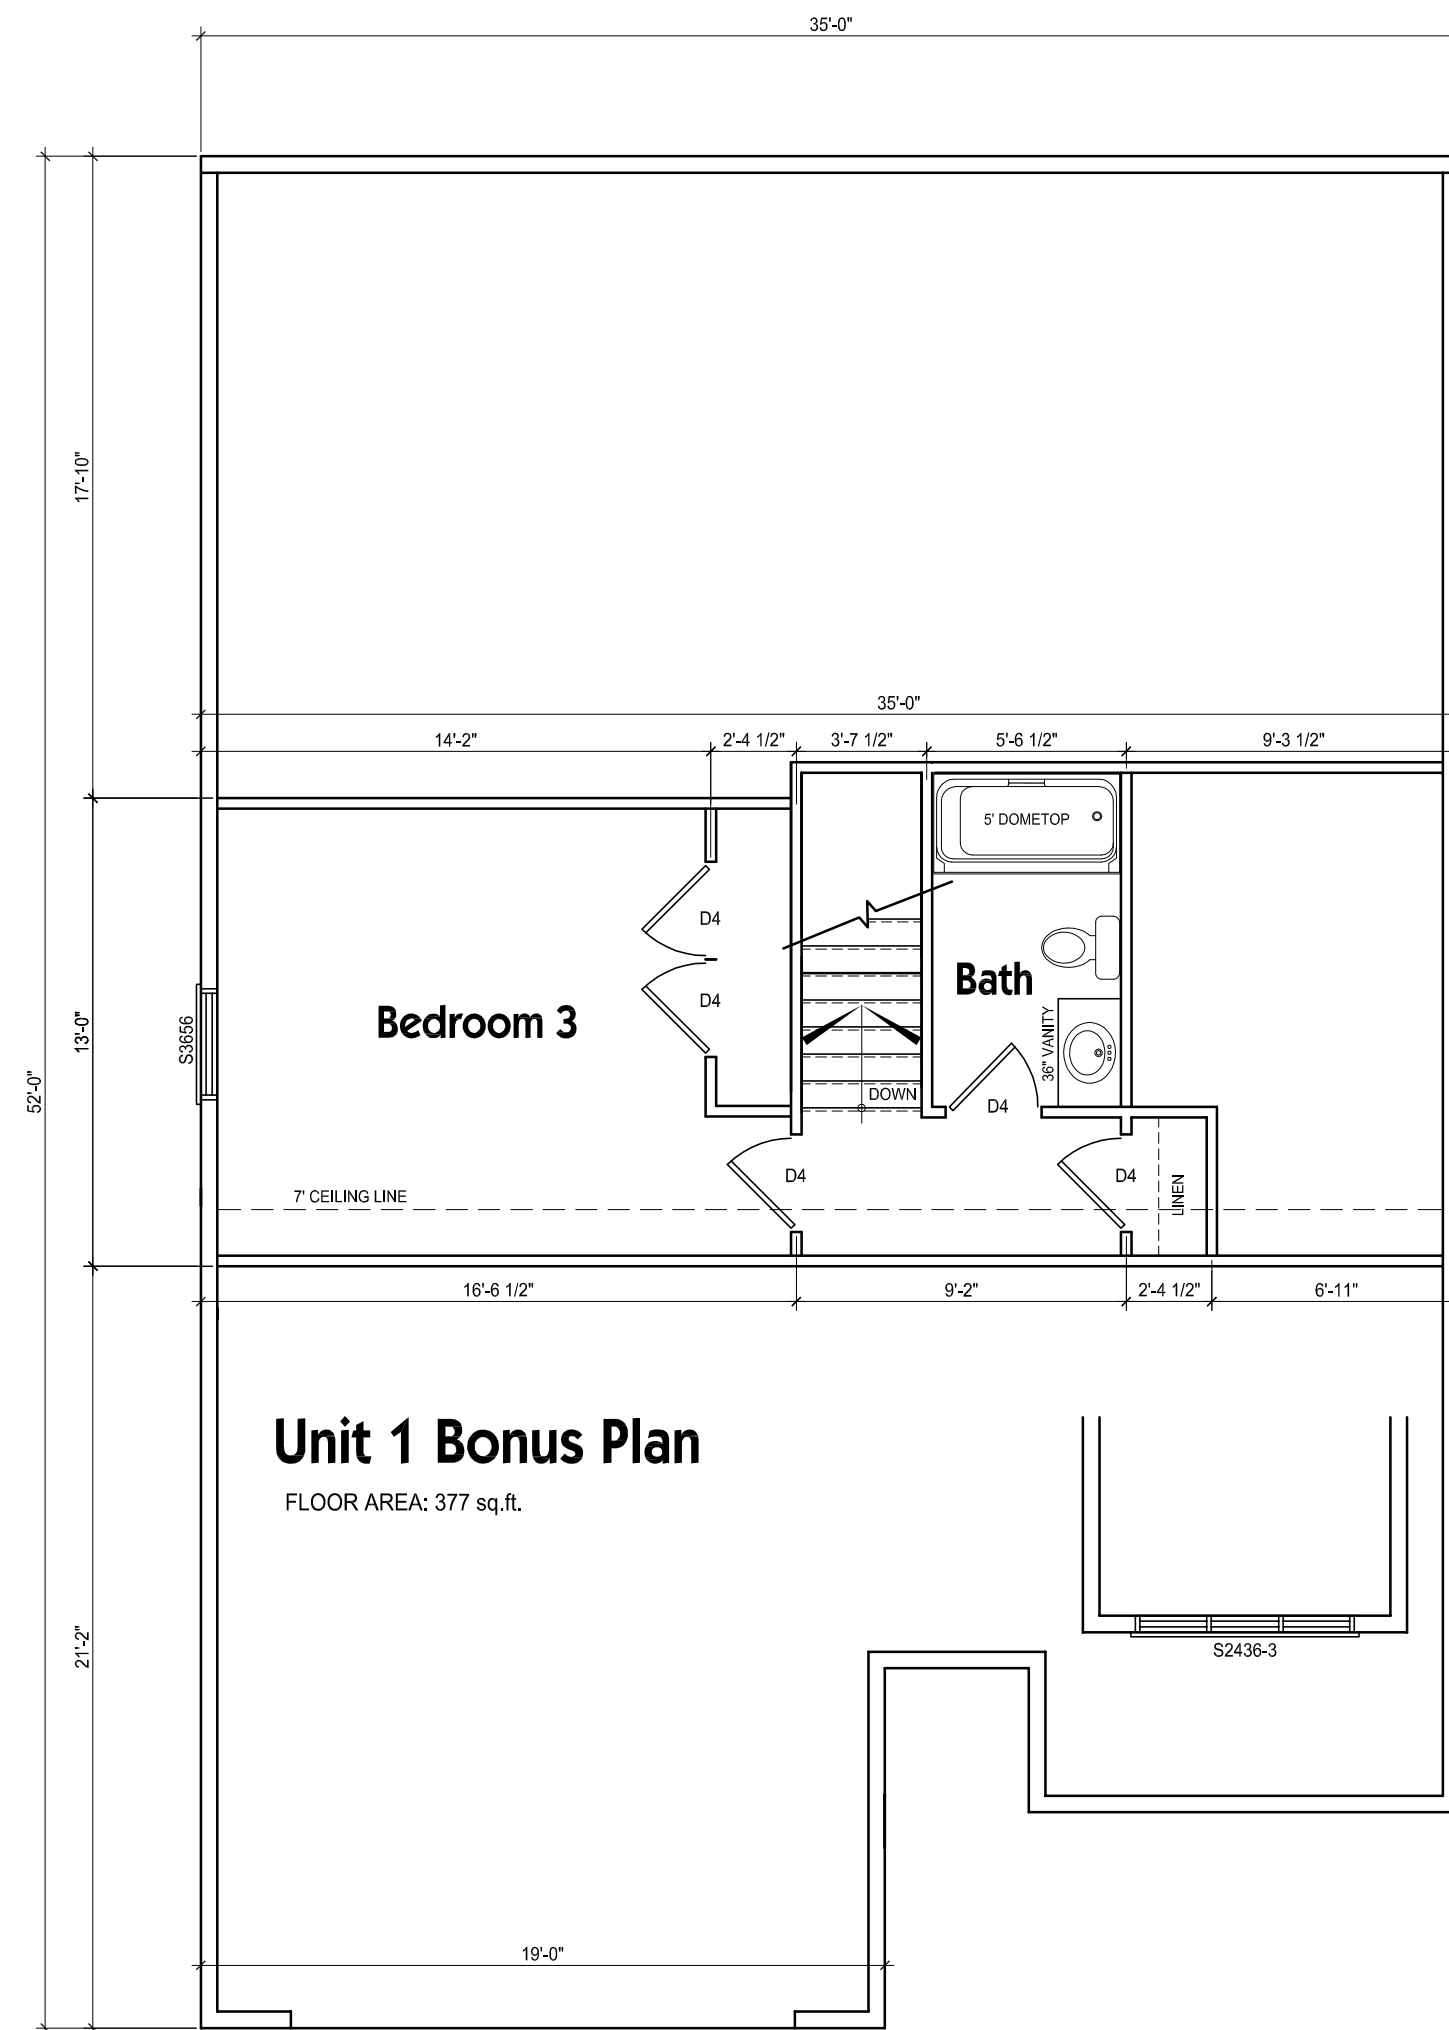 35'-0"
17'-10"
35'-0"
14'-2"
2'-4 1/2"
3'-7 1/2"
5'-6 1/2"
9'-3 1/2"
5' DOMETOP
D4
Bath
D4
Bedroom 3
S3656
13'-0"
52'-0"
36" VANITY
DOWN
D4
D4
D4
LINEN
7' CEILING LINE
16'-6 1/2"
9'-2"
2'-4 1/2"
6'-11"
Unit 1 Bonus Plan
FLOOR AREA: 377 sq.ft.
21'-2"
S2436-3
19'-0"